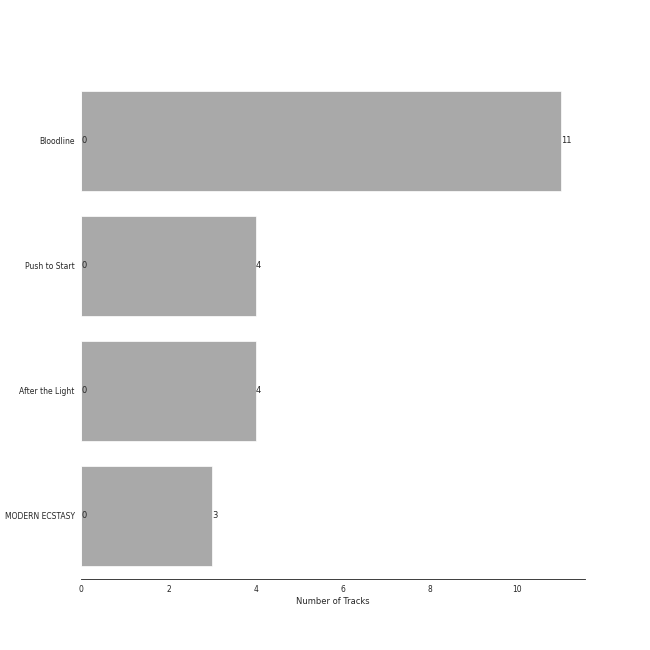 Bloodline 0 11
Push to Start 0 4
After the Light 0 4
MODERN ECSTASY 0 3
0 2 4 6 8 10
Number of Tracks